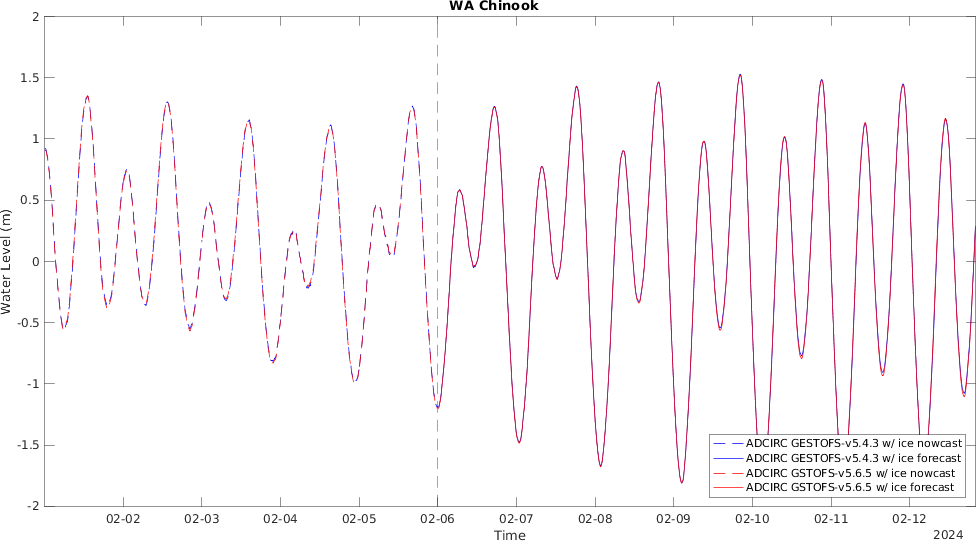 WA Chinook
2
1.5
1
0.5
0
-0.5
-1
-1.5
-2
Water Level (m)
02-02 02-03 02-04 02-05 02-06 02-07 02-08 02-09 02-10 02-11 02-12
Time
2024
ADCIRC GESTOFS-v5.4.3 w/ ice nowcast
ADCIRC GESTOFS-v5.4.3 w/ ice forecast
ADCIRC GSTOFS-v5.6.5 w/ ice nowcast
ADCIRC GSTOFS-v5.6.5 w/ ice forecast